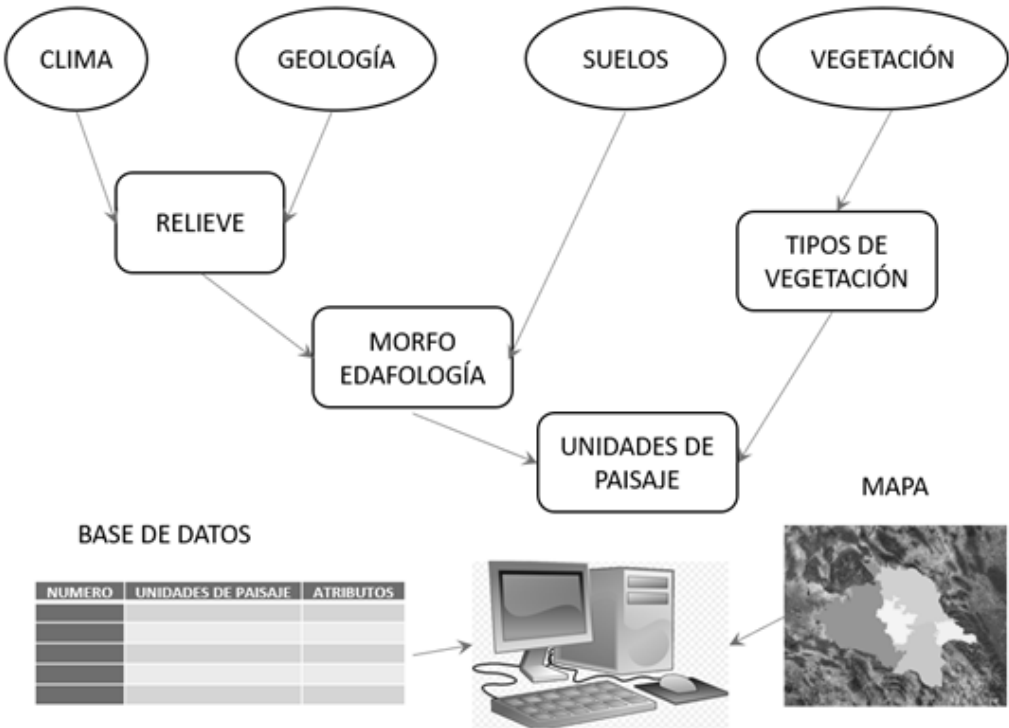 CLIMA
GEOLOGÍA
SUELOS
VEGETACIÓN
RELIEVE
TIPOS DE
VEGETACIÓN
MORFO
EDAFOLOGÍA
UNIDADES DE
PAISAJE
MAPA
BASE DE DATOS
NUMERO UNIDADES DE PAISAJE ATRIBUTOS